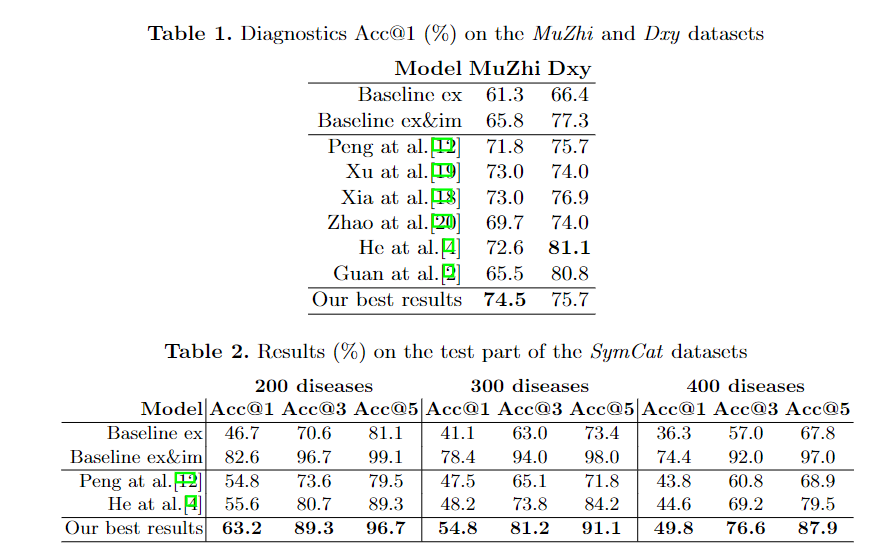 Table 1. Diagnostics Acc@1 (%) on the MuZhi and Dxy datasets
Model MuZhi Dxy
Baseline ex 61.3 66.4
Baseline ex&im 65.8 77.3
Peng at al.[12] 71.8 75.7
Xu at al.[19] 73.0 74.0
Xia at al.[18] 73.0 76.9
Zhao at al.[20] 69.7 74.0
He at al.[4] 72.6 81.1
Guan at al.[2] 65.5 80.8
Our best results 74.5 75.7
Table 2. Results (%) on the test part of the SymCat datasets
200 diseases 300 diseases 400 diseases
Model Acc@1 Acc@3 Acc@5 Acc@1 Acc@3 Acc@5 Acc@1 Acc@3 Acc@5
Baseline ex 46.7 70.6 81.1 41.1 63.0 73.4 36.3 57.0 67.8
Baseline ex&im 82.6 96.7 99.1 78.4 94.0 98.0 74.4 92.0 97.0
Peng at al.[12] 54.8 73.6 79.5 47.5 65.1 71.8 43.8 60.8 68.9
He at al.[4] 55.6 80.7 89.3 48.2 73.8 84.2 44.6 69.2 79.5
Our best results 63.2 89.3 96.7 54.8 81.2 91.1 49.8 76.6 87.9